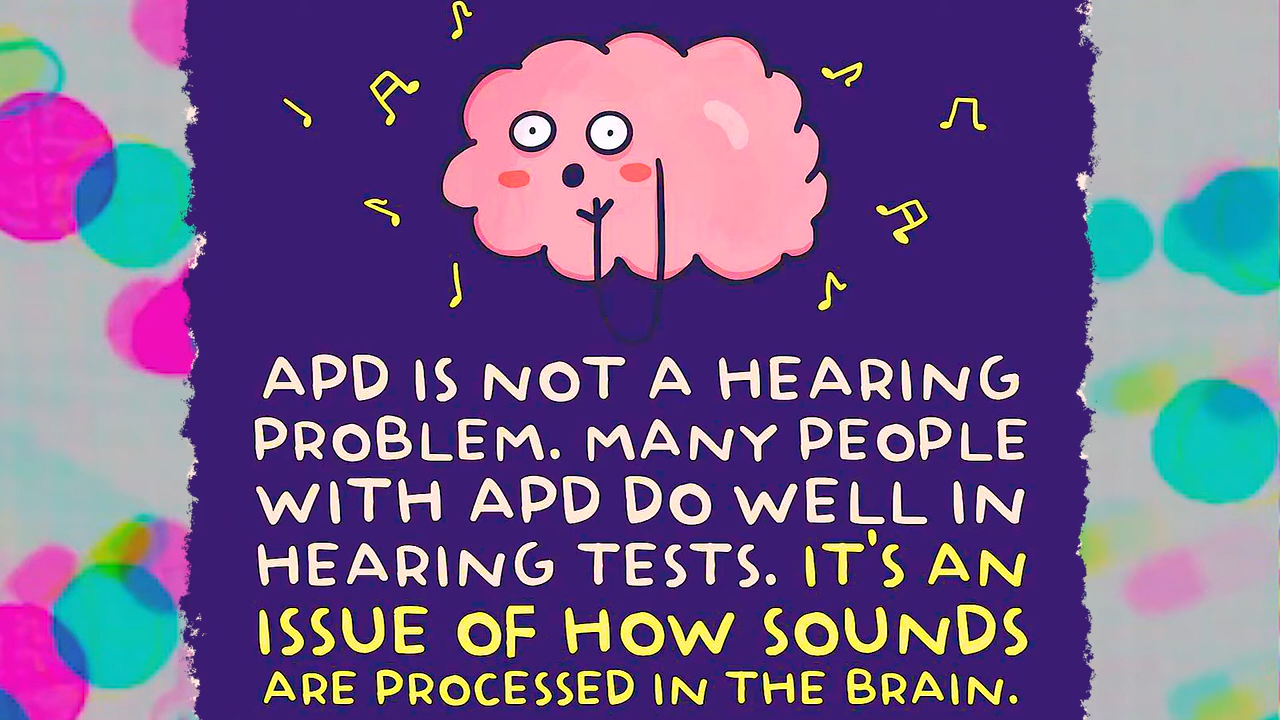 APD IS NOT A HEARING
PROBLEM. MANY PEOPLE
WITH APD DO WELL IN
HEARING TESTS. IT'S AN
ISSUE OF HOW SOUNDS
ARE PROCESSED IN THE BRAIN.